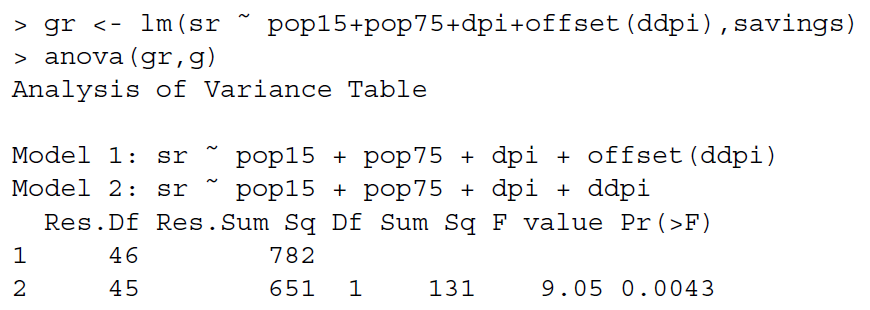 > gr <- lm(sr ˜ pop15+pop75+dpi+offset(ddpi),savings)
> anova(gr,g)
Analysis of Variance Table
Model 1: sr ˜ pop15 + pop75 + dpi + offset(ddpi)
Model 2: sr ˜ pop15 + pop75 + dpi + ddpi
Res.Df Res.Sum Sq Df Sum Sq F value Pr(>F)
1 46 782
2 45 651 1 131 9.05 0.0043